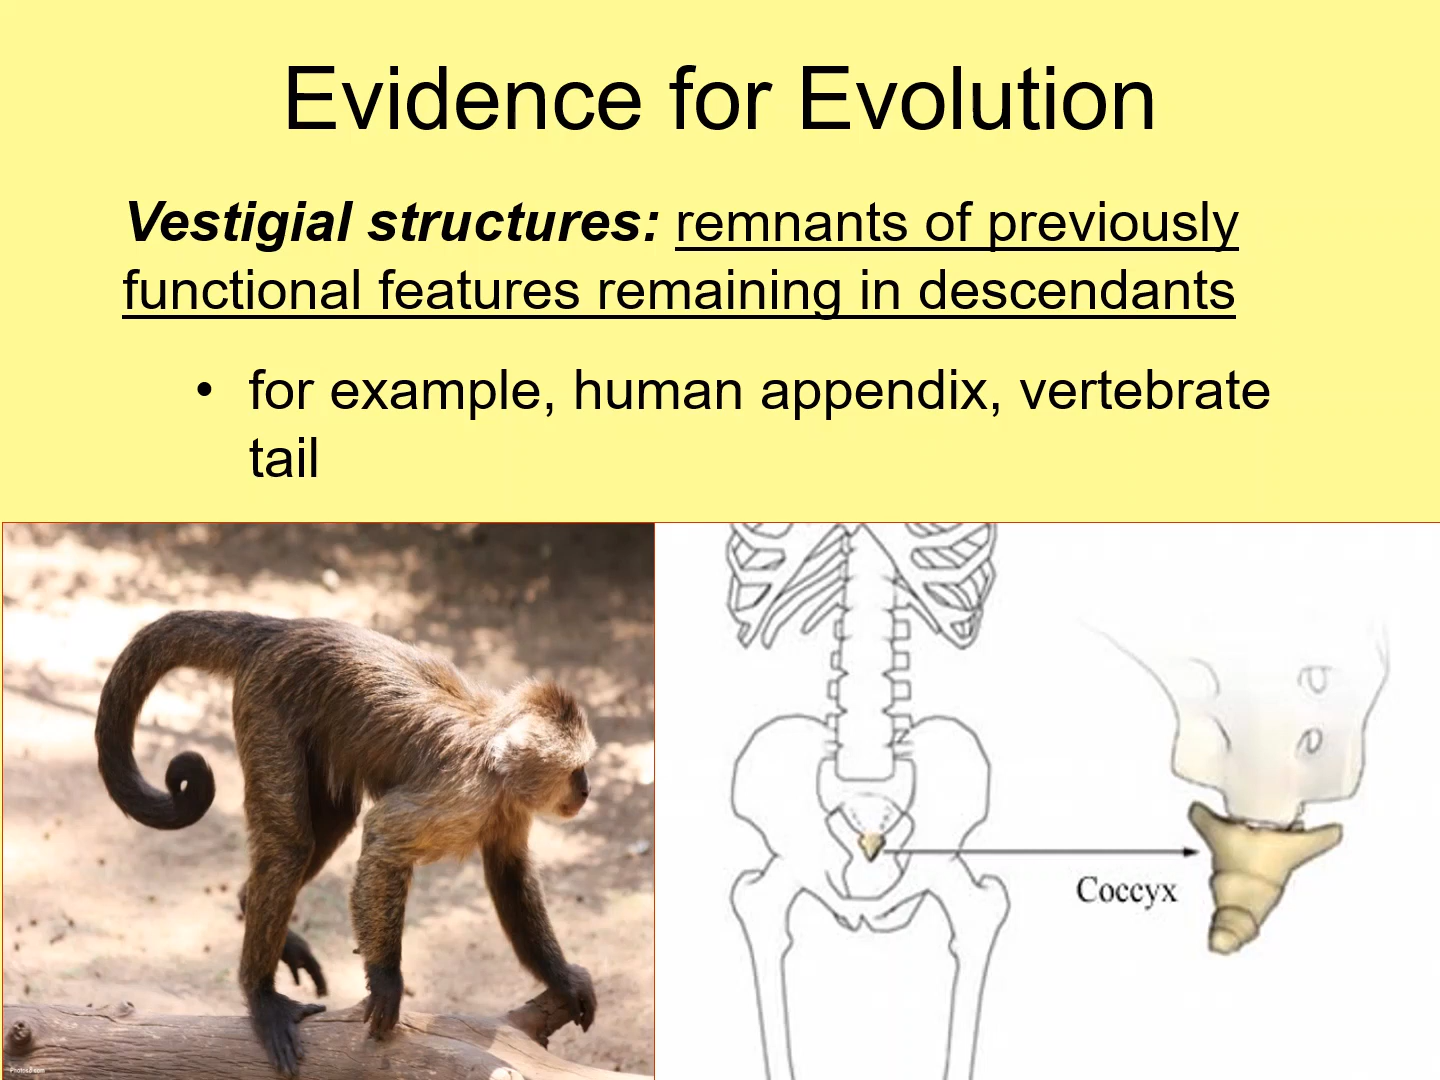 Evidence for Evolution
Vestigial structures: remnants of previously
functional features remaining in descendants
• for example, human appendix, vertebrate
tail
Coccyx